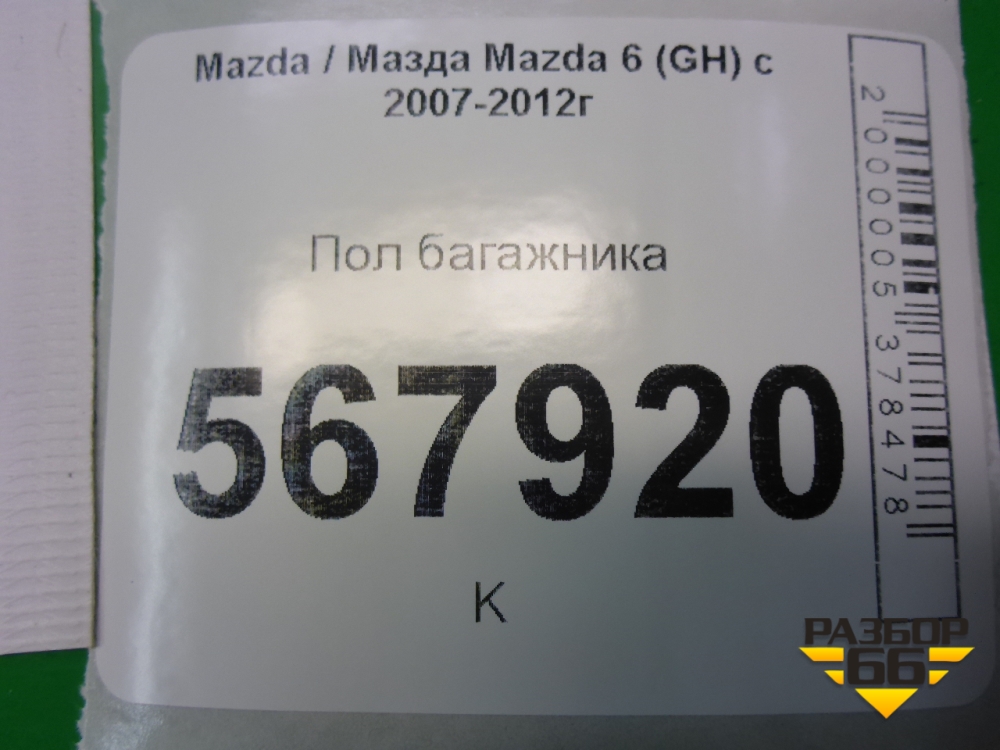 Mazda / Мазда Mazda 6 (GH) с
2007-2012г
Пол багажника
567920
К
2000005378478
РАЗБОР
66